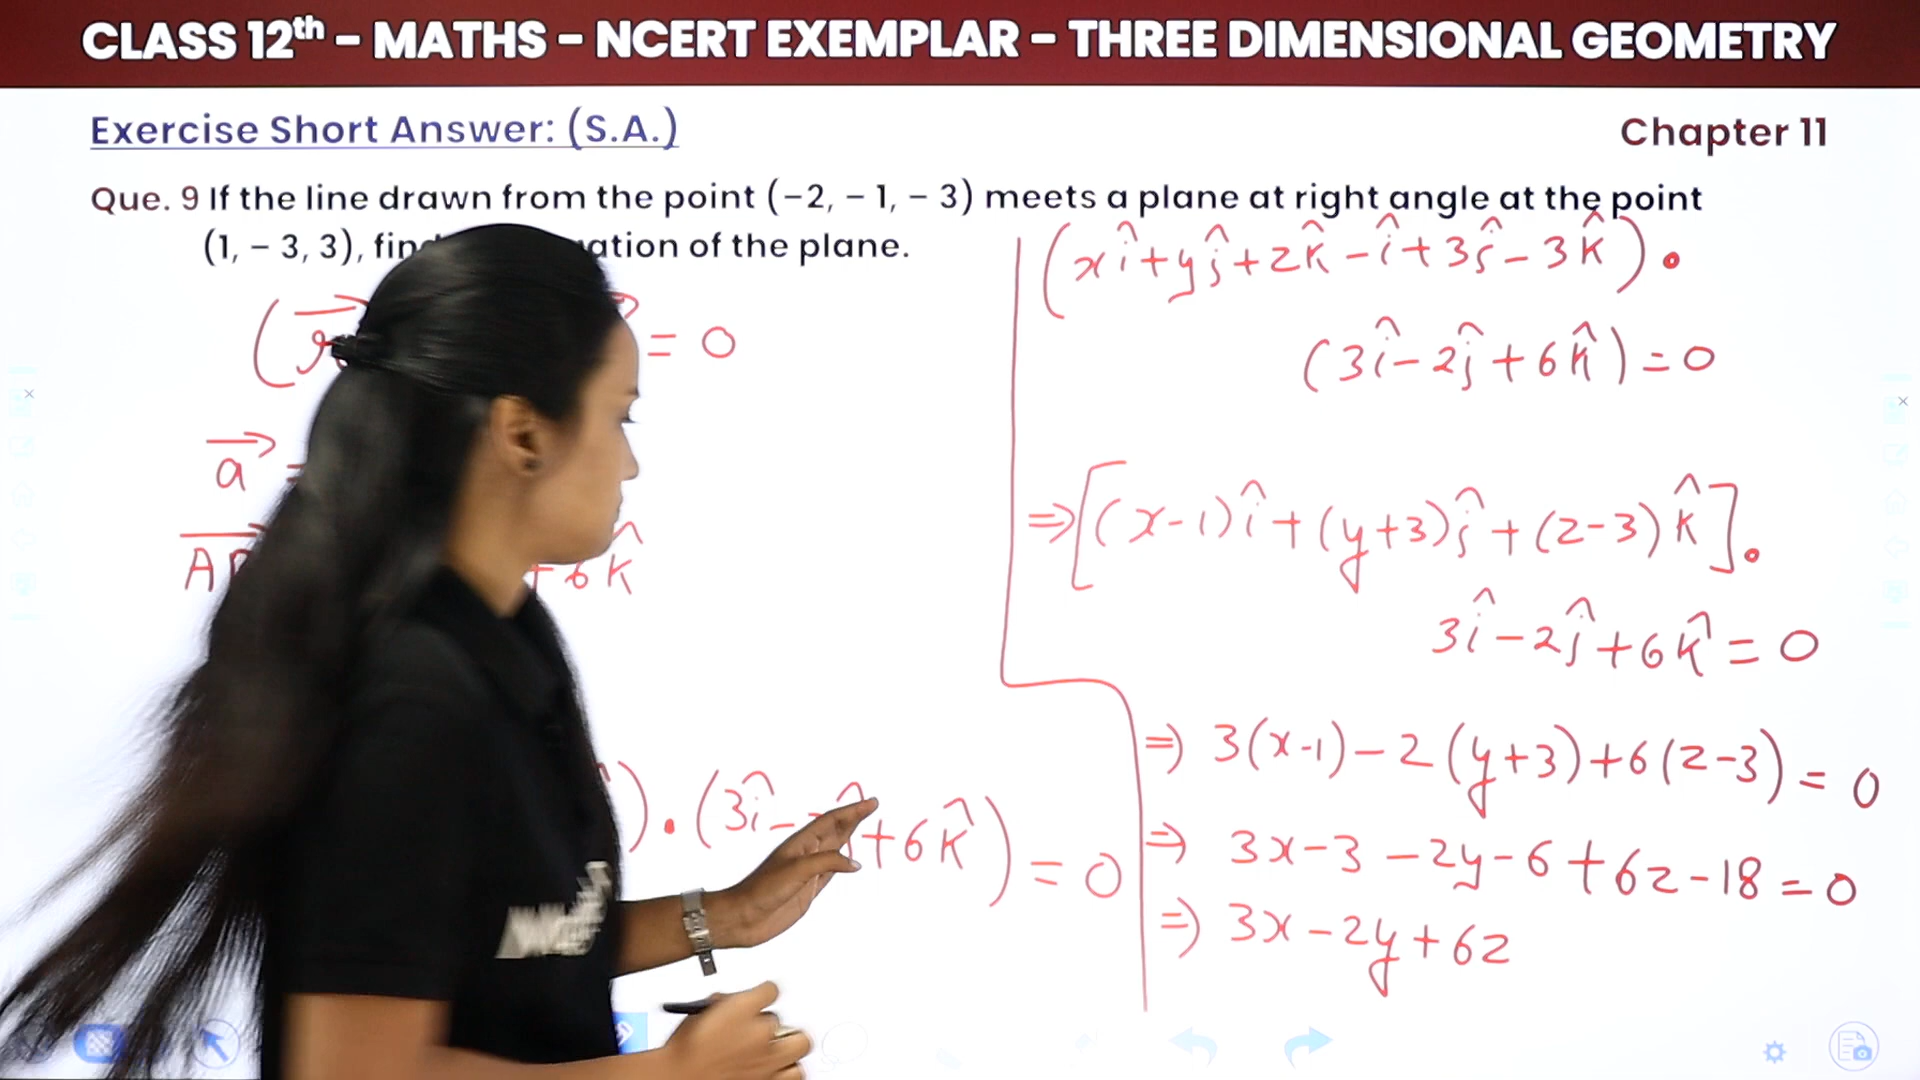 CLASS 12th – MATHS – NCERT EXEMPLAR – THREE DIMENSIONAL GEOMETRY
Exercise Short Answer: (S.A.)
Chapter 11
Que. 9 If the line drawn from the point (−2, − 1, − 3) meets a plane at right angle at the point
(1, − 3, 3), find ation of the plane.
= 0
a⃗ =
+ 6k̂
) • (3î − + 6k̂) = 0
(xî + yĵ + zk̂ − î + 3ĵ − 3k̂) •
(3î − 2ĵ + 6k̂) = 0
⇒ [(x−1)î + (y+3)ĵ + (z−3)k̂] •
3î − 2ĵ + 6k̂ = 0
⇒ 3(x−1) − 2(y+3) + 6(z−3) = 0
⇒ 3x − 3 − 2y − 6 + 6z − 18 = 0
⇒ 3x − 2y + 6z